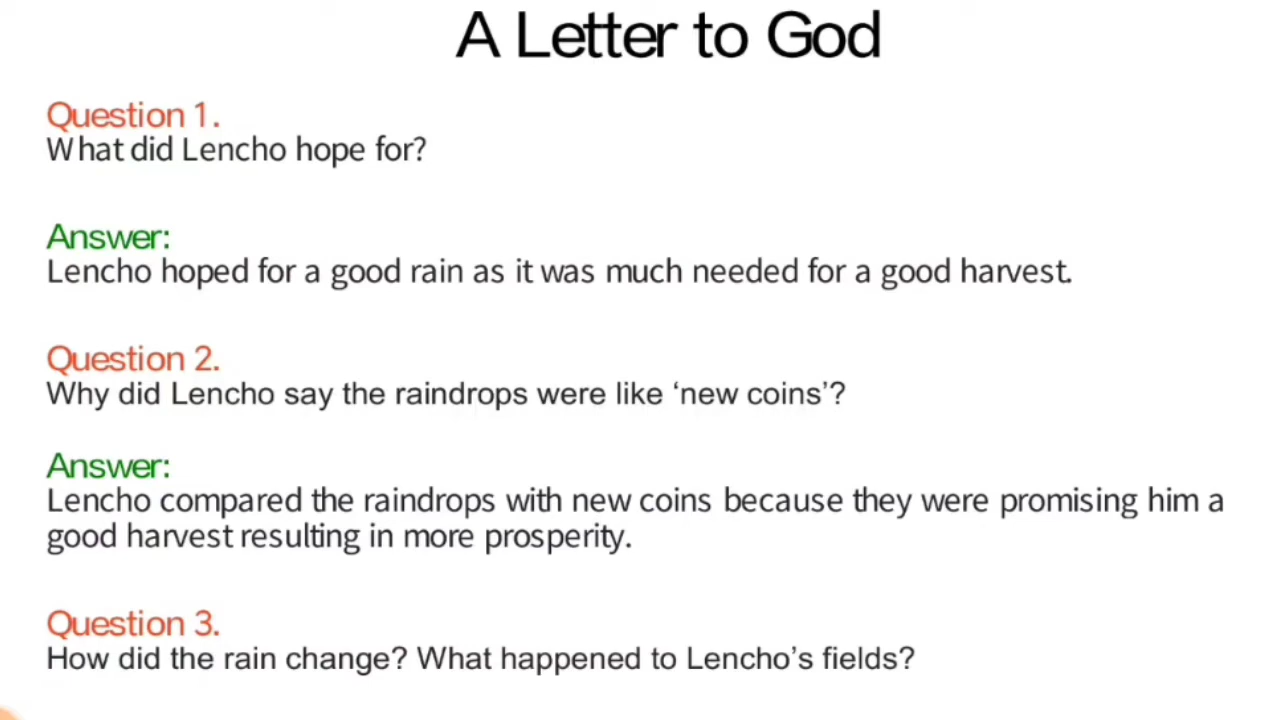 A Letter to God
Question 1.
What did Lencho hope for?
Answer:
Lencho hoped for a good rain as it was much needed for a good harvest.
Question 2.
Why did Lencho say the raindrops were like ‘new coins’?
Answer:
Lencho compared the raindrops with new coins because they were promising him a
good harvest resulting in more prosperity.
Question 3.
How did the rain change? What happened to Lencho’s fields?